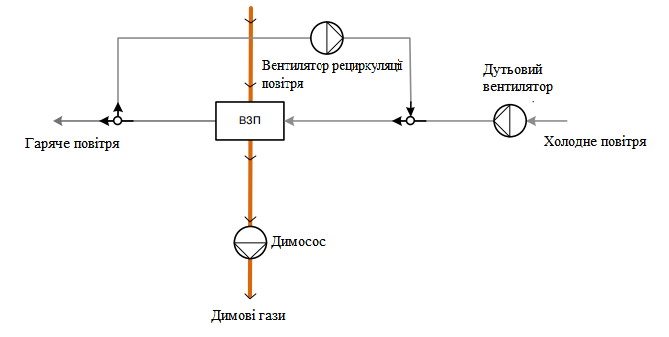 Вентилятор рециркуляції
повітря
Дутьовий
вентилятор
ВЗП
Гаряче повітря
Холодне повітря
Димосос
Димові гази